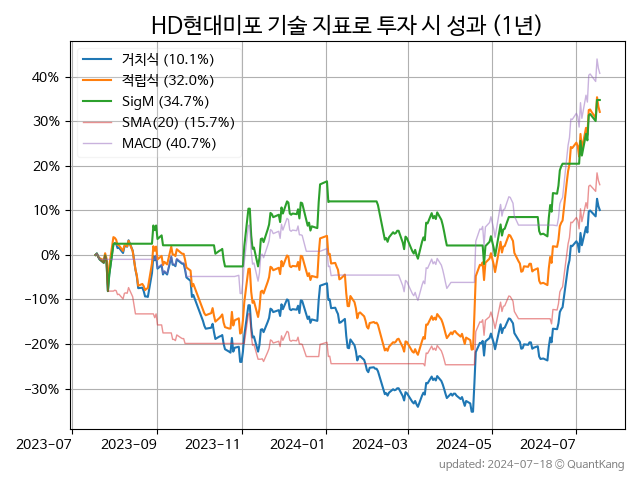 HD현대미포 기술 지표로 투자 시 성과 (1년)
거치식 (10.1%)
적립식 (32.0%)
SigM (34.7%)
SMA(20) (15.7%)
MACD (40.7%)
40%
30%
20%
10%
0%
−10%
−20%
−30%
2023-07 2023-09 2023-11 2024-01 2024-03 2024-05 2024-07
updated: 2024-07-18 © QuantKang